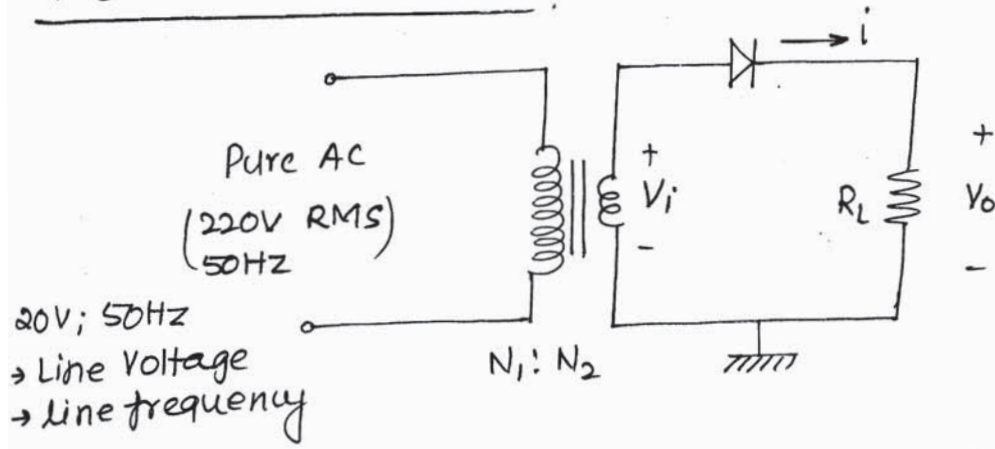 i
Pure AC
(220V RMS)
50HZ
+
Vi
-
RL
+
Vo
-
20V; 50HZ
→ Line Voltage
→ Line frequency
N1: N2